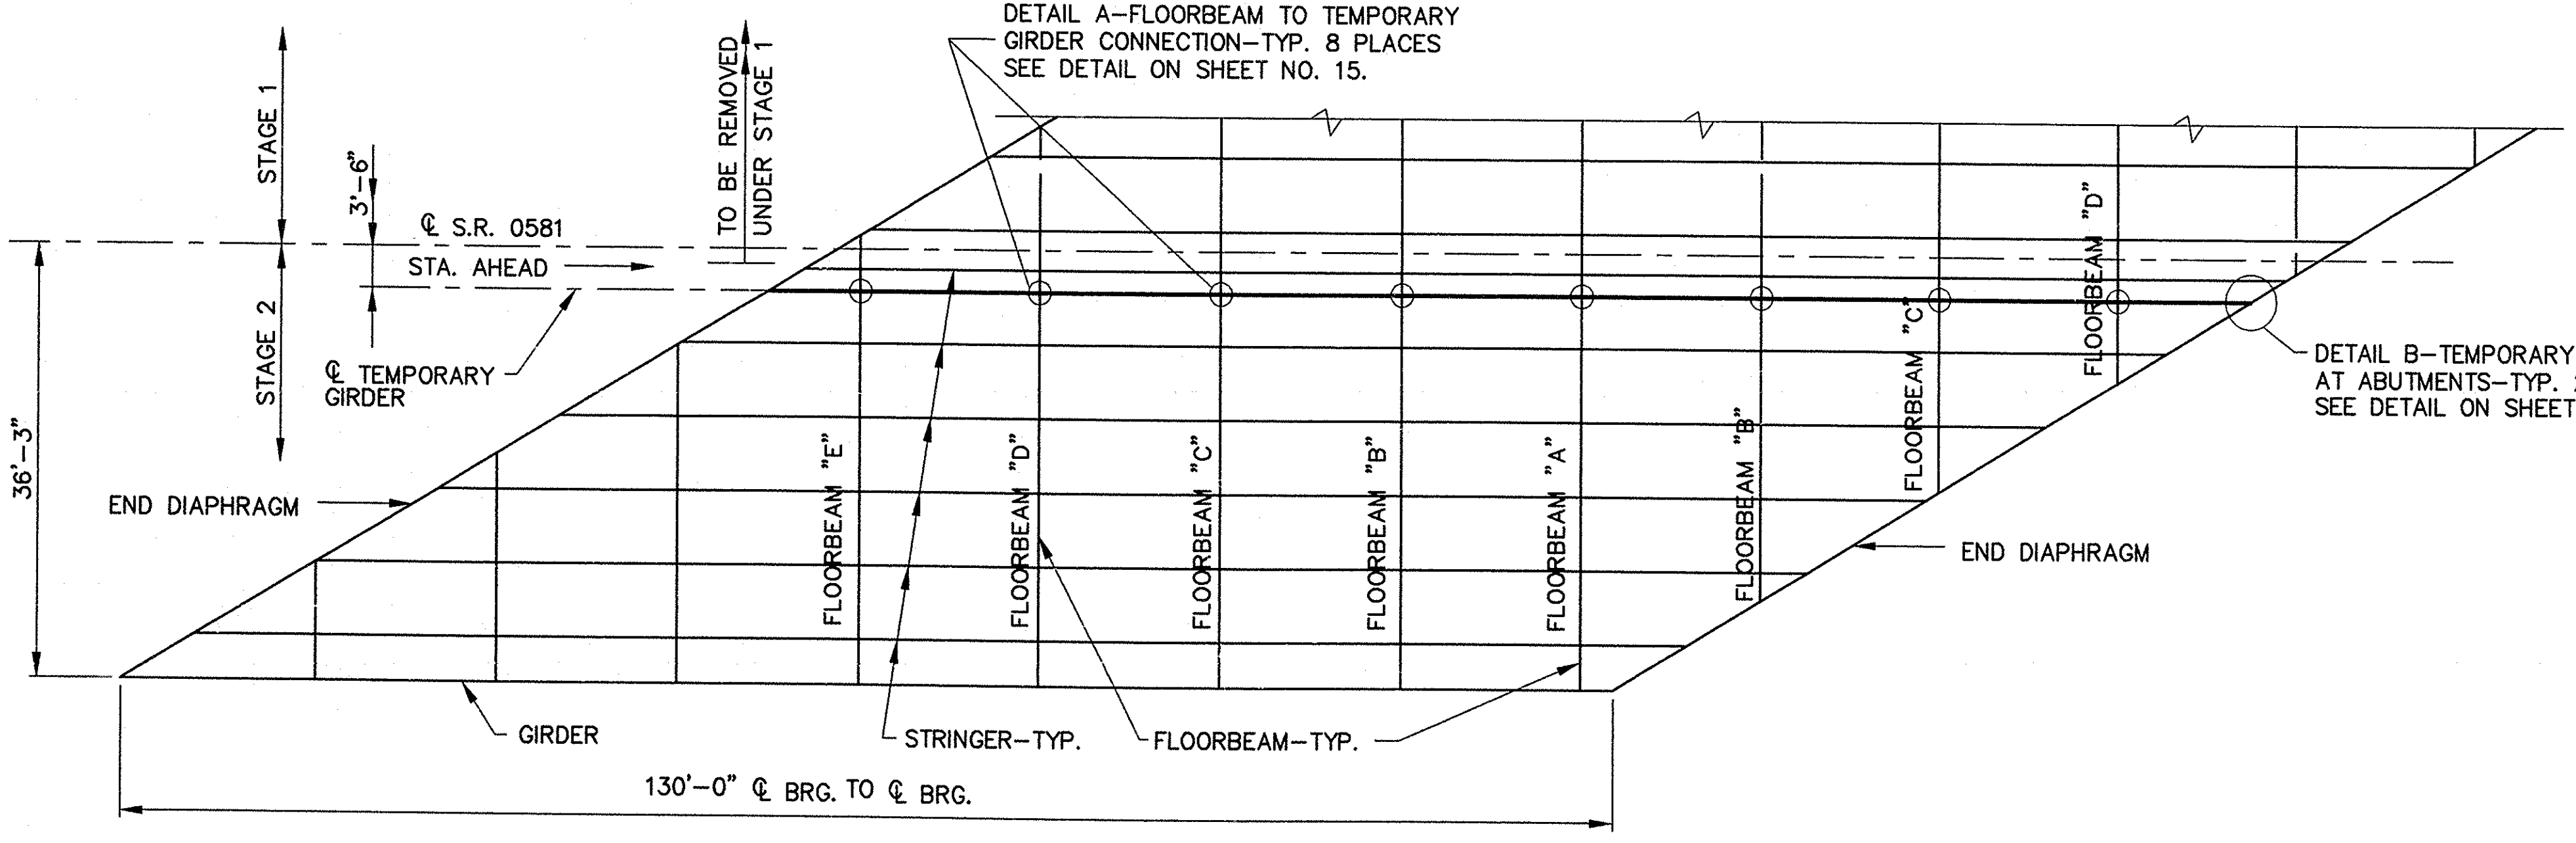 DETAIL A-FLOORBEAM TO TEMPORARY
GIRDER CONNECTION-TYP. 8 PLACES
SEE DETAIL ON SHEET NO. 15.
STAGE 1
TO BE REMOVED
UNDER STAGE 1
3'-6"
℄ S.R. 0581
STA. AHEAD
STAGE 2
℄ TEMPORARY
GIRDER
36'-3"
END DIAPHRAGM
FLOORBEAM "E"
FLOORBEAM "D"
FLOORBEAM "C"
FLOORBEAM "B"
FLOORBEAM "A"
FLOORBEAM "B"
FLOORBEAM "C"
FLOORBEAM "D"
DETAIL B-TEMPORARY
AT ABUTMENTS-TYP.
SEE DETAIL ON SHEET
END DIAPHRAGM
GIRDER
STRINGER-TYP.
FLOORBEAM-TYP.
130'-0" ℄ BRG. TO ℄ BRG.